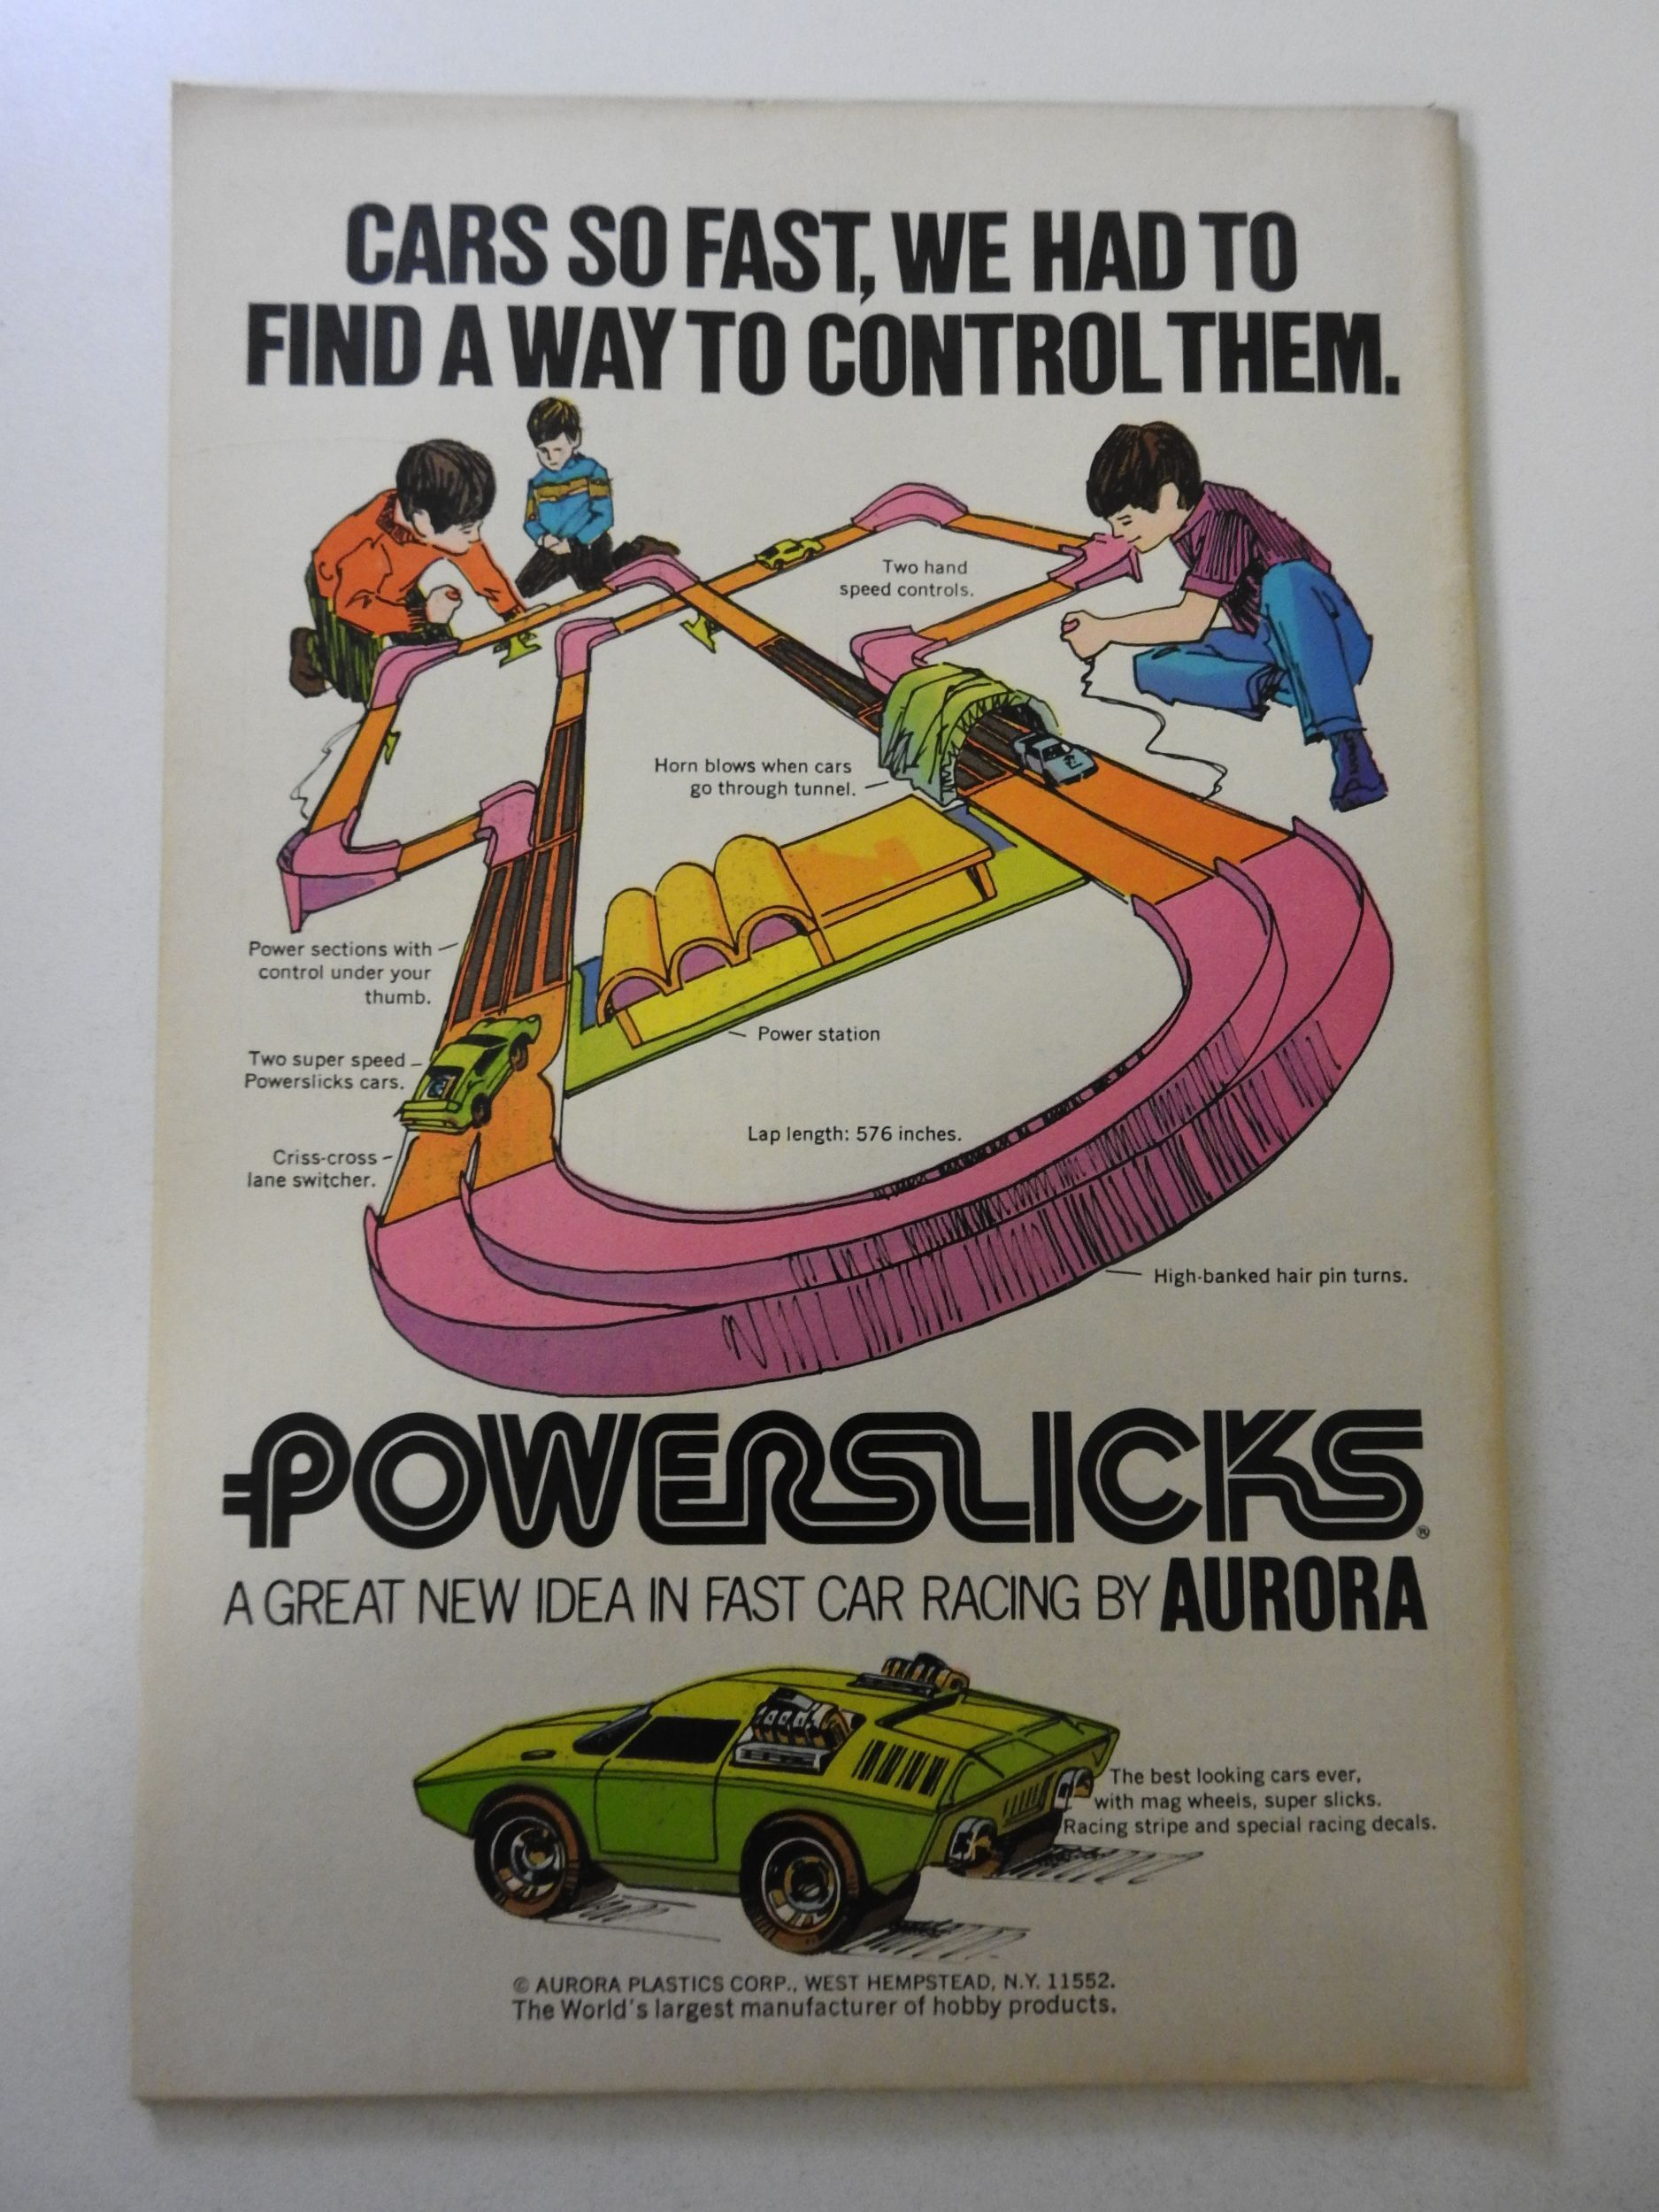 CARS SO FAST, WE HAD TO
FIND A WAY TO CONTROL THEM.
Two hand
speed controls.
Horn blows when cars
go through tunnel.
Power sections with
control under your
thumb.
Power station
Two super speed
Powerslicks cars.
Lap length: 576 inches.
Criss-cross
lane switcher.
High-banked hair pin turns.
POWERSLICKS®
A GREAT NEW IDEA IN FAST CAR RACING BY AURORA
The best looking cars ever,
with mag wheels, super slicks.
Racing stripe and special racing decals.
© AURORA PLASTICS CORP., WEST HEMPSTEAD, N.Y. 11552.
The World's largest manufacturer of hobby products.